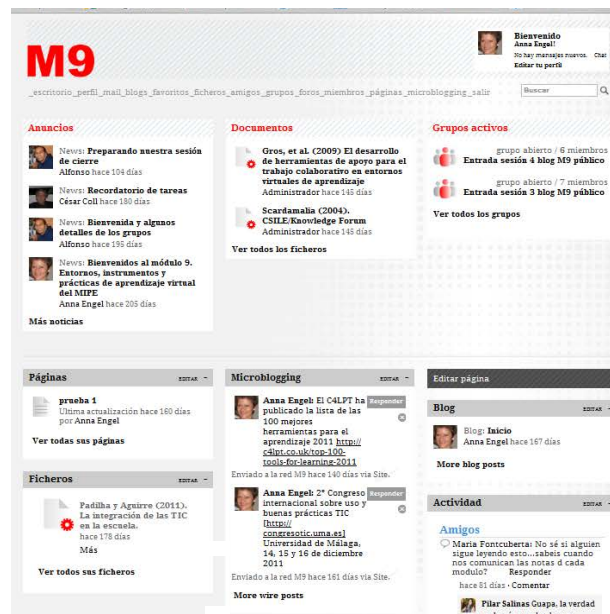 Bienvenido
Anna Engel!
No hay mensajes nuevos. Chat
Editar tu perfil
M9
_escritorio_perfil_mail_blogs_favoritos_ficheros_amigos_grupos_foros_miembros_páginas_microblogging_salir
Buscar
Anuncios
News: Preparando nuestra sesión
de cierre
Alfonso hace 104 días
News: Recordatorio de tareas
César Coll hace 180 días
News: Bienvenida y algunos
detalles de los grupos
Alfonso hace 195 días
News: Bienvenidos al módulo 9.
Entornos, instrumentos y
prácticas de aprendizaje virtual
del MIPE
Anna Engel hace 205 días
Más noticias
Documentos
Gros, et al. (2009) El desarrollo
de herramientas de apoyo para el
trabajo colaborativo en entornos
virtuales de aprendizaje
Administrador hace 145 días
Scardamalia (2004).
CSILE/Knowledge Forum
Administrador hace 145 días
Ver todos los ficheros
Grupos activos
grupo abierto / 6 miembros
Entrada sesión 4 blog M9 público
grupo abierto / 7 miembros
Entrada sesión 3 blog M9 público
Ver todos los grupos
Páginas
EDITAR
prueba 1
Ultima actualización hace 160 días
por Anna Engel
Ver todas sus páginas
Ficheros
EDITAR
Padilha y Aguirre (2011).
La integración de las TIC
en la escuela.
hace 178 días
Más
Ver todos sus ficheros
Microblogging
EDITAR
Anna Engel: El C4LPT ha
Responder
publicado la lista de las
100 mejores
herramientas para el
aprendizaje 2011 http://
c4lpt.co.uk/top-100-
tools-for-learning-2011
Enviado a la red M9 hace 140 días via Site.
Anna Engel: 2º Congreso
Responder
internacional sobre uso y
buenas prácticas TIC
[http://
congresotic.uma.es]
Universidad de Málaga,
14, 15 y 16 de diciembre
2011
Enviado a la red M9 hace 161 días via Site.
More wire posts
Editar página
Blog
EDITAR
Blog: Inicio
Anna Engel hace 167 días
More blog posts
Actividad
EDITAR
Amigos
Maria Fontcuberta: No sé si alguien
sigue leyendo esto...sabeis cuando
nos comunican las notas d cada
modulo? Responder
hace 81 días · Comentar
Pilar Salinas Guapa, la verdad